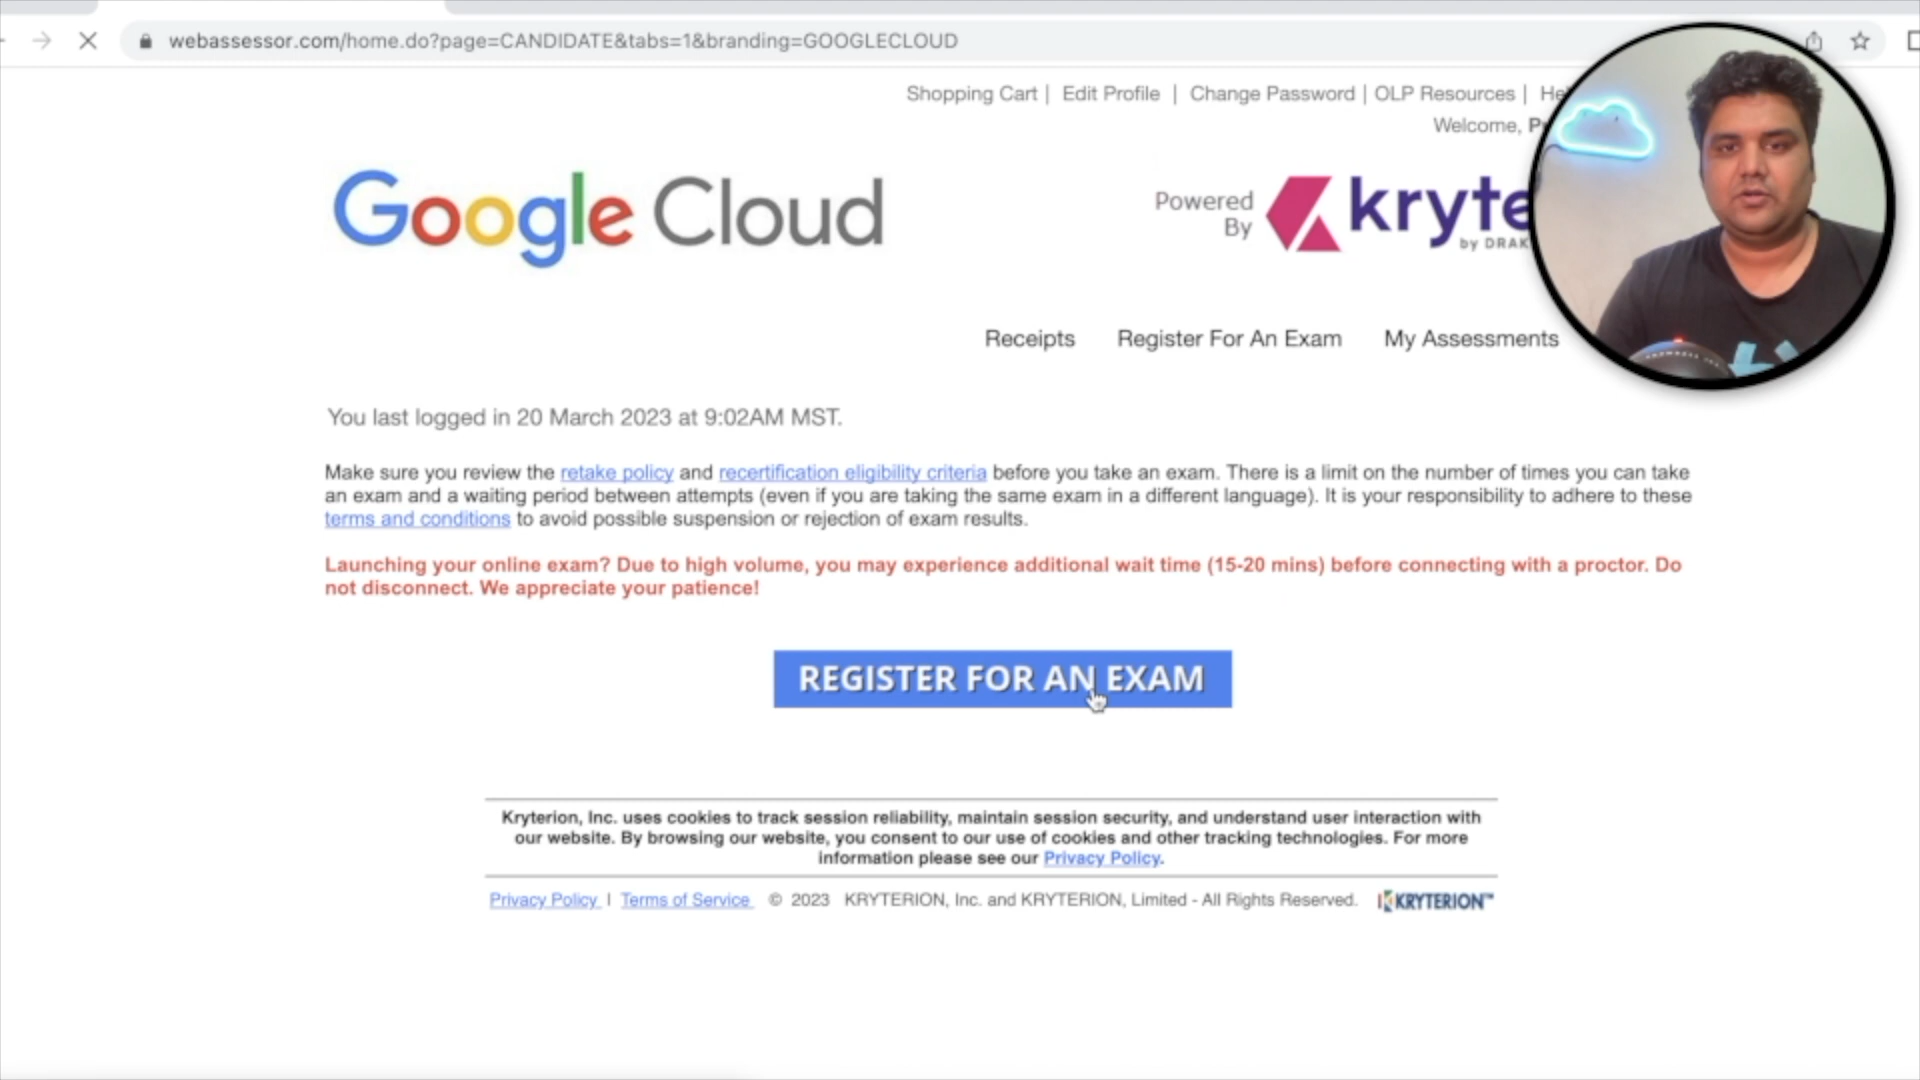 webassessor.com/home.do?page=CANDIDATE&tabs=1&branding=GOOGLECLOUD
Shopping Cart | Edit Profile | Change Password | OLP Resources |
Welcome,
Google Cloud
Powered
By
by
Receipts Register For An Exam My Assessments
You last logged in 20 March 2023 at 9:02AM MST.
Make sure you review the retake policy and recertification eligibility criteria before you take an exam. There is a limit on the number of times you can take
an exam and a waiting period between attempts (even if you are taking the same exam in a different language). It is your responsibility to adhere to these
terms and conditions to avoid possible suspension or rejection of exam results.
Launching your online exam? Due to high volume, you may experience additional wait time (15-20 mins) before connecting with a proctor. Do
not disconnect. We appreciate your patience!
REGISTER FOR AN EXAM
Kryterion, Inc. uses cookies to track session reliability, maintain session security, and understand user interaction with
our website. By browsing our website, you consent to our use of cookies and other tracking technologies. For more
information please see our Privacy Policy.
Privacy Policy | Terms of Service © 2023 KRYTERION, Inc. and KRYTERION, Limited - All Rights Reserved. KRYTERION™